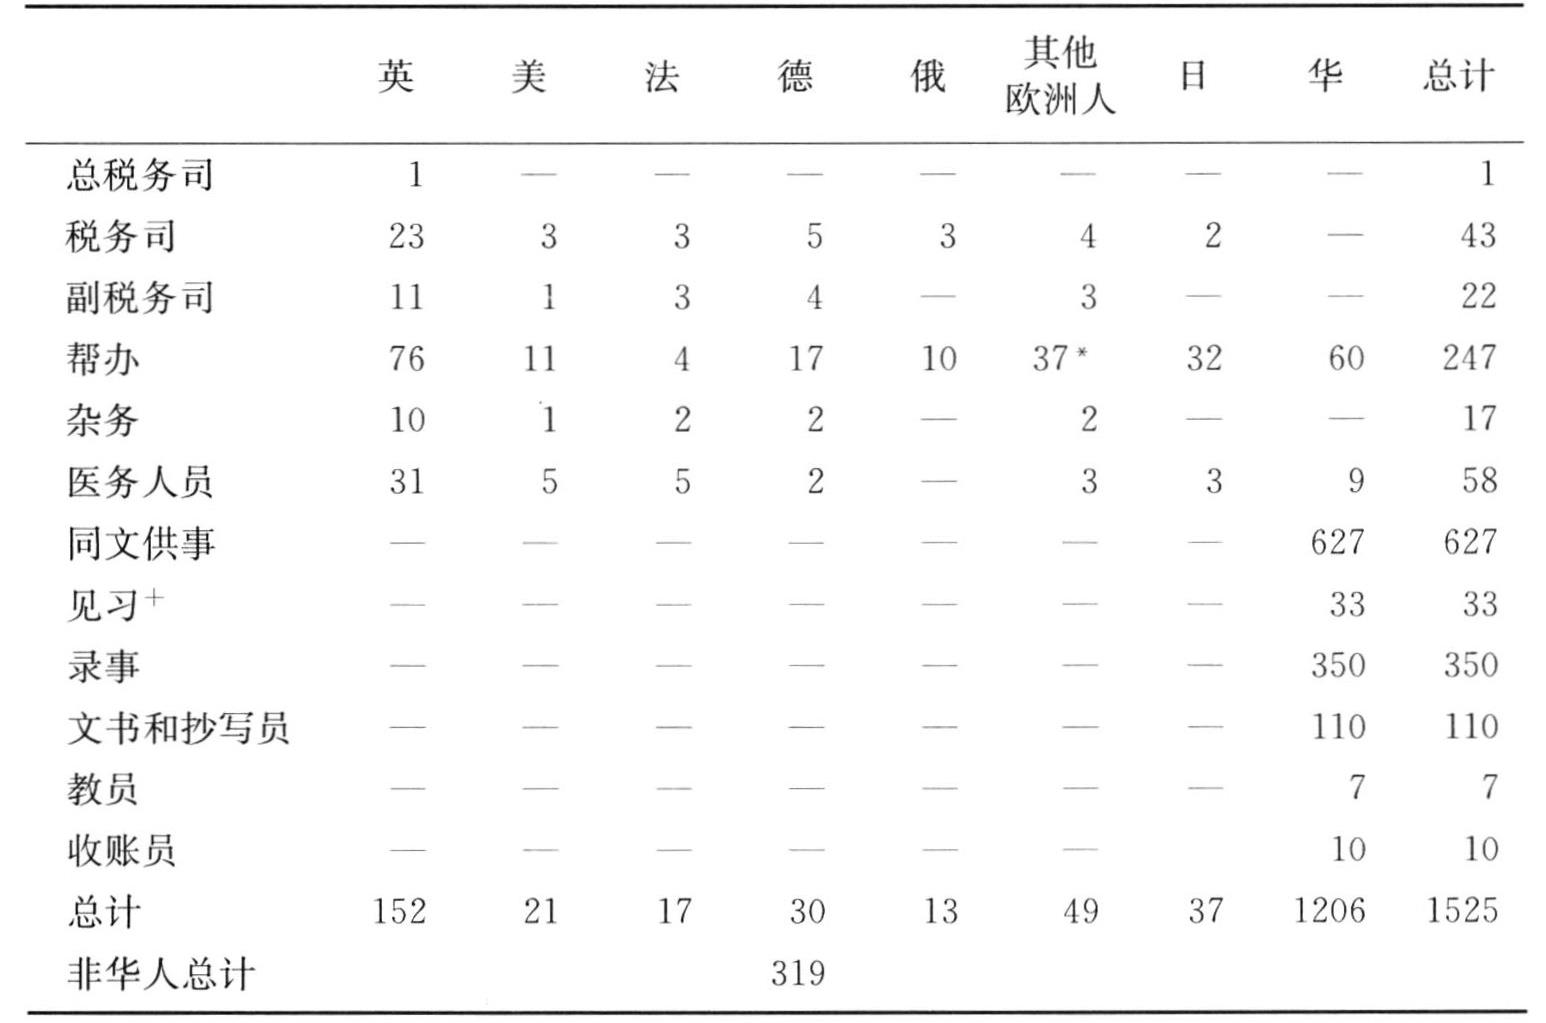 英 美 法 德 俄 其他欧洲人 日 华 总计
总税务司 1 — — — — — — — 1
税务司 23 3 3 5 3 4 2 — 43
副税务司 11 1 3 4 — 3 — — 22
帮办 76 11 4 17 10 37* 32 60 247
杂务 10 1 2 2 — 2 — — 17
医务人员 31 5 5 2 — 3 3 9 58
同文供事 — — — — — — — 627 627
见习+ — — — — — — — 33 33
录事 — — — — — — — 350 350
文书和抄写员 — — — — — — — 110 110
教员 — — — — — — — 7 7
收账员 — — — — — — 10 10
总计 152 21 17 30 13 49 37 1206 1525
非华人总计 319